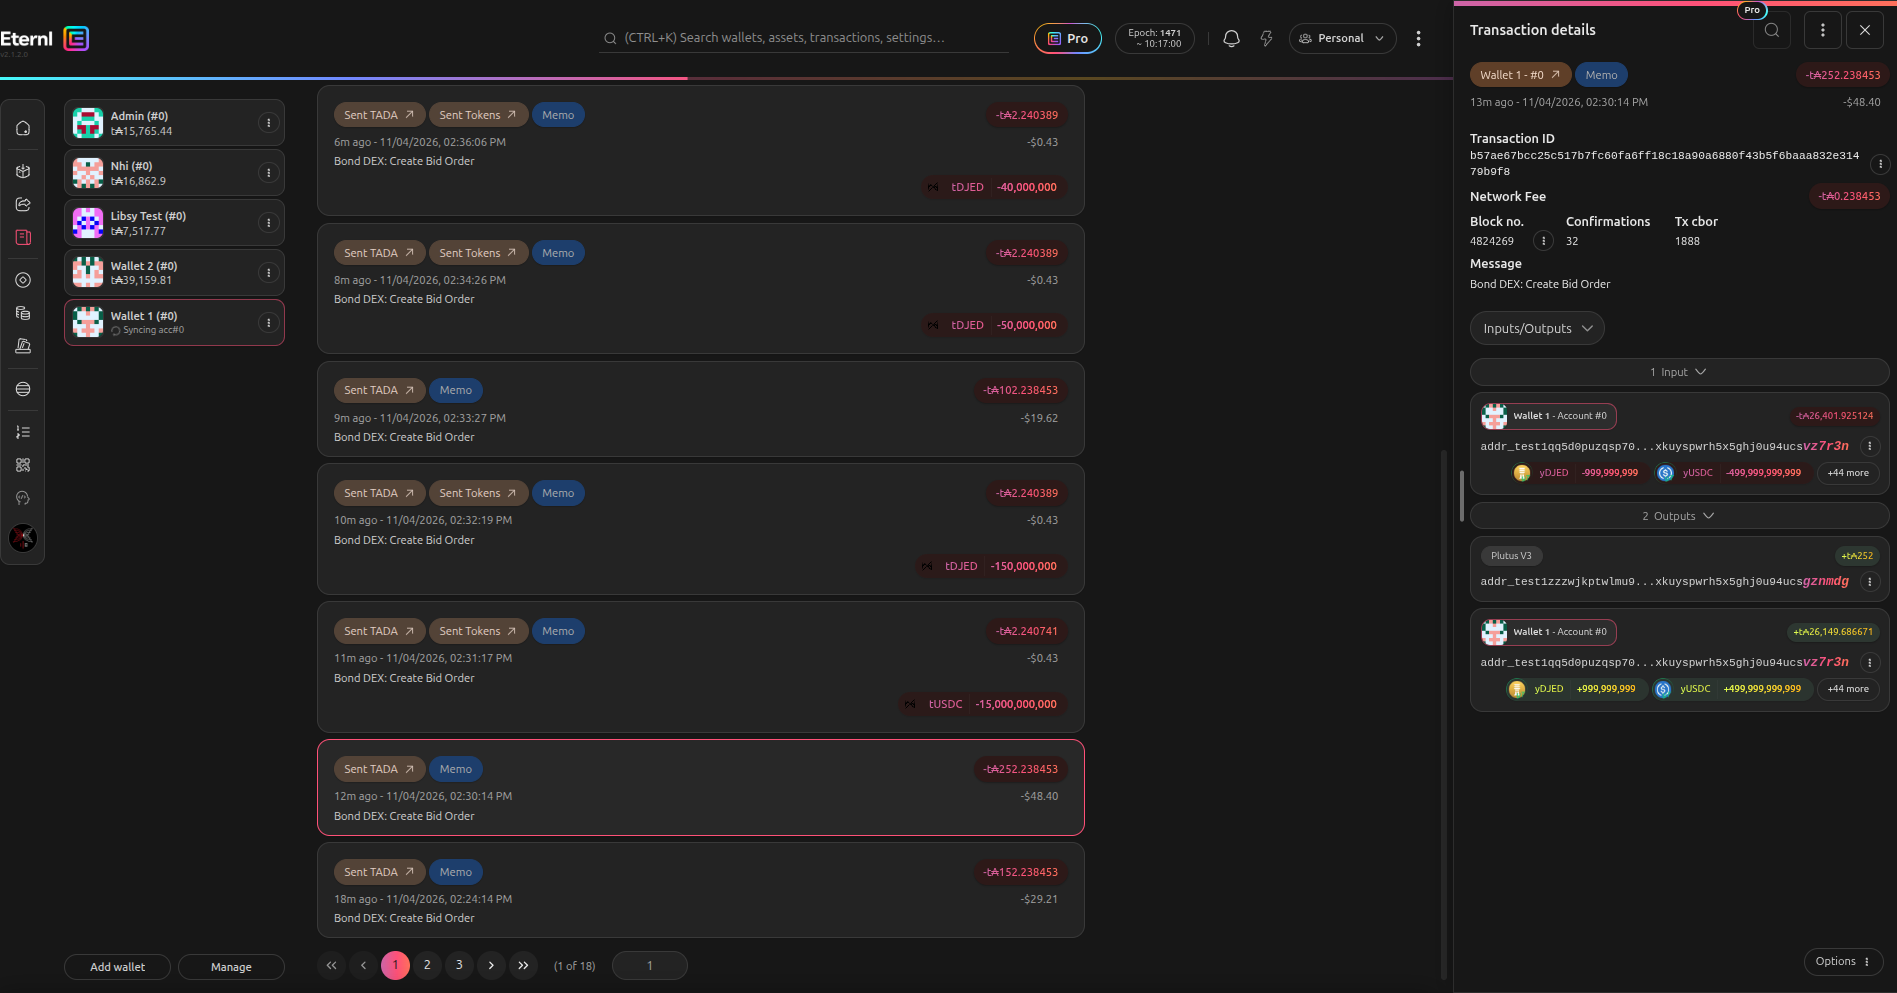 Eternl
(CTRL+K) Search wallets, assets, transactions, settings...
Pro
Epoch: 1471
~ 10:17:00
Personal
Admin (#0)
t₳15,765.44
Nhi (#0)
t₳16,862.9
Libsy Test (#0)
t₳7,517.77
Wallet 2 (#0)
t₳39,159.81
Wallet 1 (#0)
Syncing acc#0
Add wallet
Manage
Sent TADA Sent Tokens Memo -t₳2.240389
6m ago - 11/04/2026, 02:36:06 PM -$0.43
Bond DEX: Create Bid Order
tDJED -40,000,000
Sent TADA Sent Tokens Memo -t₳2.240389
8m ago - 11/04/2026, 02:34:26 PM -$0.43
Bond DEX: Create Bid Order
tDJED -50,000,000
Sent TADA Memo -t₳102.238453
9m ago - 11/04/2026, 02:33:27 PM -$19.62
Bond DEX: Create Bid Order
Sent TADA Sent Tokens Memo -t₳2.240389
10m ago - 11/04/2026, 02:32:19 PM -$0.43
Bond DEX: Create Bid Order
tDJED -150,000,000
Sent TADA Sent Tokens Memo -t₳2.240741
11m ago - 11/04/2026, 02:31:17 PM -$0.43
Bond DEX: Create Bid Order
tUSDC -15,000,000,000
Sent TADA Memo -t₳252.238453
12m ago - 11/04/2026, 02:30:14 PM -$48.40
Bond DEX: Create Bid Order
Sent TADA Memo -t₳152.238453
18m ago - 11/04/2026, 02:24:14 PM -$29.21
Bond DEX: Create Bid Order
1 2 3 (1 of 18) 1
Pro
Transaction details
Wallet 1 - #0 Memo -t₳252.238453
13m ago - 11/04/2026, 02:30:14 PM -$48.40
Transaction ID
b57ae67bcc25c517b7fc60fa6ff18c18a90a6880f43b5f6baaa832e314
79b9f8
Network Fee -t₳0.238453
Block no. Confirmations Tx cbor
4824269 32 1888
Message
Bond DEX: Create Bid Order
Inputs/Outputs
1 Input
Wallet 1 - Account #0 -t₳26,401.925124
addr_test1qq5d0puzqsp70...xkuyspwrh5x5ghj0u94ucsvz7r3n
yDJED -999,999,999 yUSDC -499,999,999,999 +44 more
2 Outputs
Plutus V3 +t₳252
addr_test1zzzwjkptwlmu9...xkuyspwrh5x5ghj0u94ucsgznmdg
Wallet 1 - Account #0 +t₳26,149.686671
addr_test1qq5d0puzqsp70...xkuyspwrh5x5ghj0u94ucsvz7r3n
yDJED +999,999,999 yUSDC +499,999,999,999 +44 more
Options